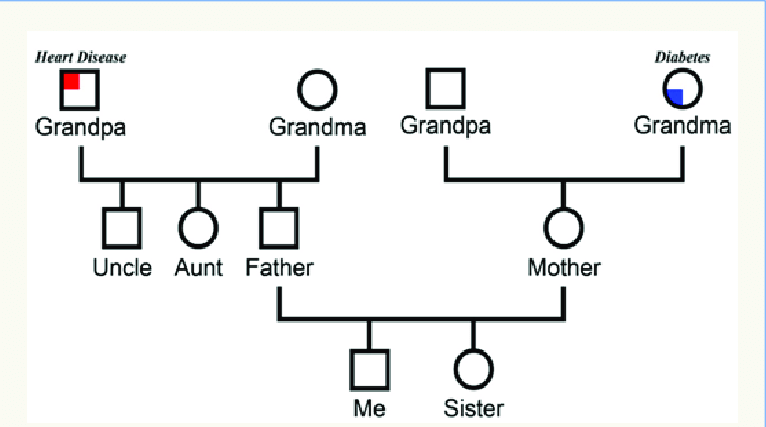 Heart Disease
Diabetes
Grandpa
Grandma
Grandpa
Grandma
Uncle
Aunt
Father
Mother
Me
Sister